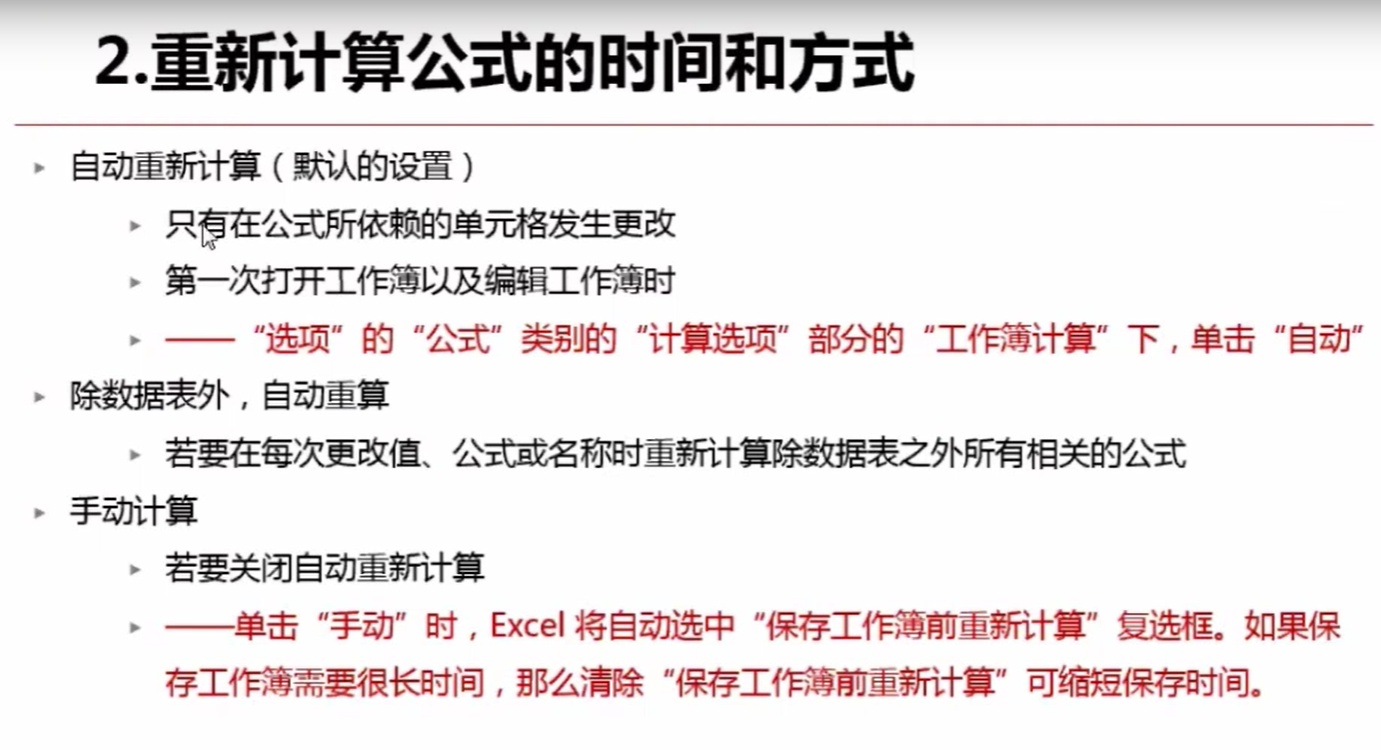 2.重新计算公式的时间和方式
自动重新计算（默认的设置）
只有在公式所依赖的单元格发生更改
第一次打开工作簿以及编辑工作簿时
——“选项”的“公式”类别的“计算选项”部分的“工作簿计算”下，单击“自动”
除数据表外，自动重算
若要在每次更改值、公式或名称时重新计算除数据表之外所有相关的公式
手动计算
若要关闭自动重新计算
——单击“手动”时，Excel 将自动选中“保存工作簿前重新计算”复选框。如果保
存工作簿需要很长时间，那么清除“保存工作簿前重新计算”可缩短保存时间。